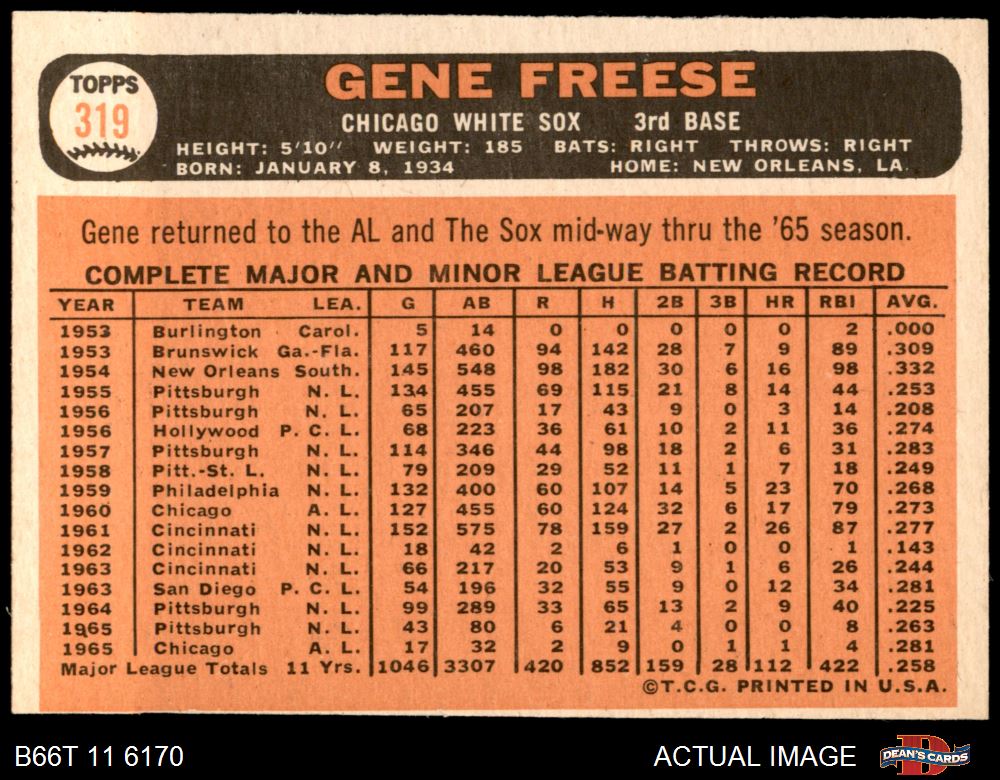 TOPPS
319
GENE FREESE
CHICAGO WHITE SOX 3rd BASE
HEIGHT: 5'10" WEIGHT: 185 BATS: RIGHT THROWS: RIGHT
BORN: JANUARY 8, 1934 HOME: NEW ORLEANS, LA.
Gene returned to the AL and The Sox mid-way thru the '65 season.
COMPLETE MAJOR AND MINOR LEAGUE BATTING RECORD
YEAR TEAM LEA. G AB R H 2B 3B HR RBI AVG.
1953 Burlington Carol. 5 14 0 0 0 0 0 2 .000
1953 Brunswick Ga.-Fla. 117 460 94 142 28 7 9 89 .309
1954 New Orleans South. 145 548 98 182 30 6 16 98 .332
1955 Pittsburgh N. L. 134 455 69 115 21 8 14 44 .253
1956 Pittsburgh N. L. 65 207 17 43 9 0 3 14 .208
1956 Hollywood P. C. L. 68 223 36 61 10 2 11 36 .274
1957 Pittsburgh N. L. 114 346 44 98 18 2 6 31 .283
1958 Pitt.-St. L. N. L. 79 209 29 52 11 1 7 18 .249
1959 Philadelphia N. L. 132 400 60 107 14 5 23 70 .268
1960 Chicago A. L. 127 455 60 124 32 6 17 79 .273
1961 Cincinnati N. L. 152 575 78 159 27 2 26 87 .277
1962 Cincinnati N. L. 18 42 2 6 1 0 0 1 .143
1963 Cincinnati N. L. 66 217 20 53 9 1 6 26 .244
1963 San Diego P. C. L. 54 196 32 55 9 0 12 34 .281
1964 Pittsburgh N. L. 99 289 33 65 13 2 9 40 .225
1965 Pittsburgh N. L. 43 80 6 21 4 0 0 8 .263
1965 Chicago A. L. 17 32 2 9 0 1 1 4 .281
Major League Totals 11 Yrs. 1046 3307 420 852 159 28 112 422 .258
©T.C.G. PRINTED IN U.S.A.
B66T 11 6170 ACTUAL IMAGE DEAN'S CARDS